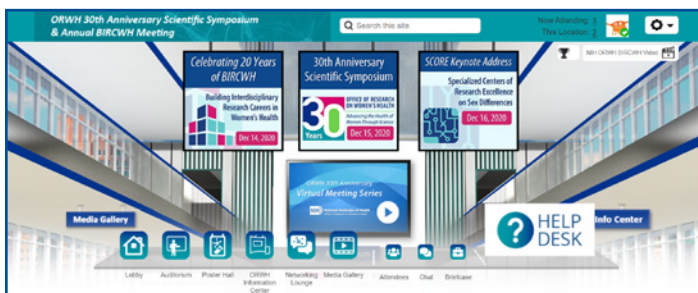 ORWH 30th Anniversary Scientific Symposium
& Annual BIRCWH Meeting
Search this site
Now Attending: 3
This Location: 2
NIH ORWH BIRCWH Video
Celebrating 20 Years
of BIRCWH
Building Interdisciplinary
Research Careers in
Women's Health
Dec 14, 2020
30th Anniversary
Scientific Symposium
30
Years
OFFICE OF RESEARCH
ON WOMEN'S HEALTH
Advancing the Health of
Women Through Science
Dec 15, 2020
SCORE Keynote Address
Specialized Centers of
Research Excellence
on Sex Differences
Dec 16, 2020
ORWH 30th Anniversary
Virtual Meeting Series
NIH
National Institutes of Health
Media Gallery
? HELP
DESK
Info Center
Lobby
Auditorium
Poster Hall
ORWH
Information
Center
Networking
Lounge
Media Gallery
Attendees
Chat
Briefcase